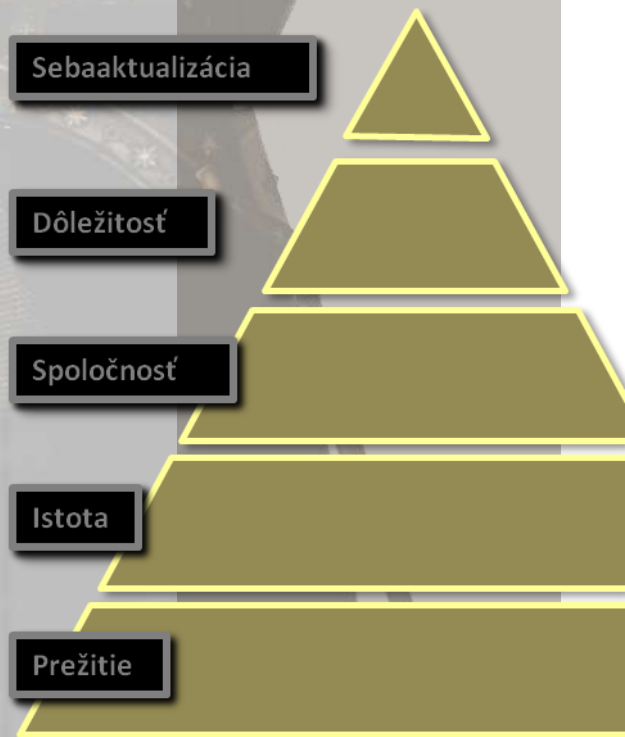 Sebaaktualizácia
Dôležitosť
Spoločnosť
Istota
Prežitie